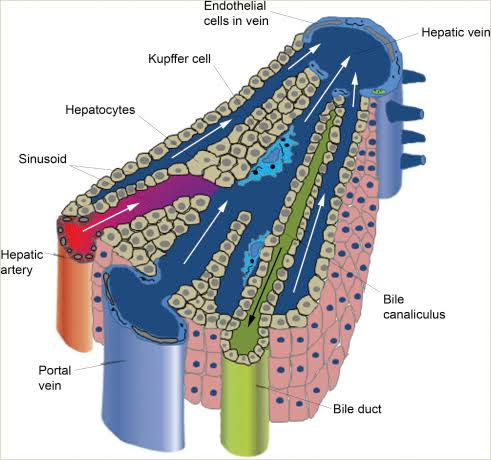 Endothelial
cells in vein
Hepatic vein
Kupffer cell
Hepatocytes
Sinusoid
Hepatic
artery
Bile
canaliculus
Portal
vein
Bile duct